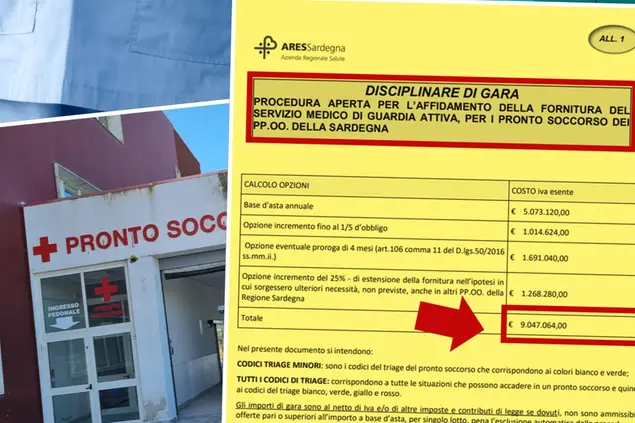 PRONTO SOCC
INGRESSO
PEDONALE
ALL. 1
ARESSardegna
Azienda Regionale Salute
DISCIPLINARE DI GARA
PROCEDURA APERTA PER L'AFFIDAMENTO DELLA FORNITURA DEL
SERVIZIO MEDICO DI GUARDIA ATTIVA, PER I PRONTO SOCCORSO DEI
PP.OO. DELLA SARDEGNA
CALCOLO OPZIONI COSTO iva esente
Base d'asta annuale € 5.073.120,00
Opzione incremento fino al 1/5 d'obbligo € 1.014.624,00
Opzione eventuale proroga di 4 mesi (art.106 comma 11 del D.lgs.50/2016
ss.mm.ii.) € 1.691.040,00
Opzione incremento del 25% - di estensione della fornitura nell'ipotesi in
cui sorgessero ulteriori necessità, non previste, anche in altri PP.OO. della
Regione Sardegna € 1.268.280,00
Totale € 9.047.064,00
Nel presente documento si intendono:
CODICI TRIAGE MINORI: sono i codici del triage del pronto soccorso che corrispondono ai colori bianco e verde;
TUTTI I CODICI DI TRIAGE: corrispondono a tutte le situazioni che possono accadere in un pronto soccorso e quin
ai codici del triage bianco, verde, giallo e rosso.
Gli importi di gara sono al netto di Iva e/o di altre imposte e contributi di legge se dovuti, non sono ammissibi
offerte pari o superiori all'importo a base d'asta, per singolo lotto, pena l'esclusione automatica